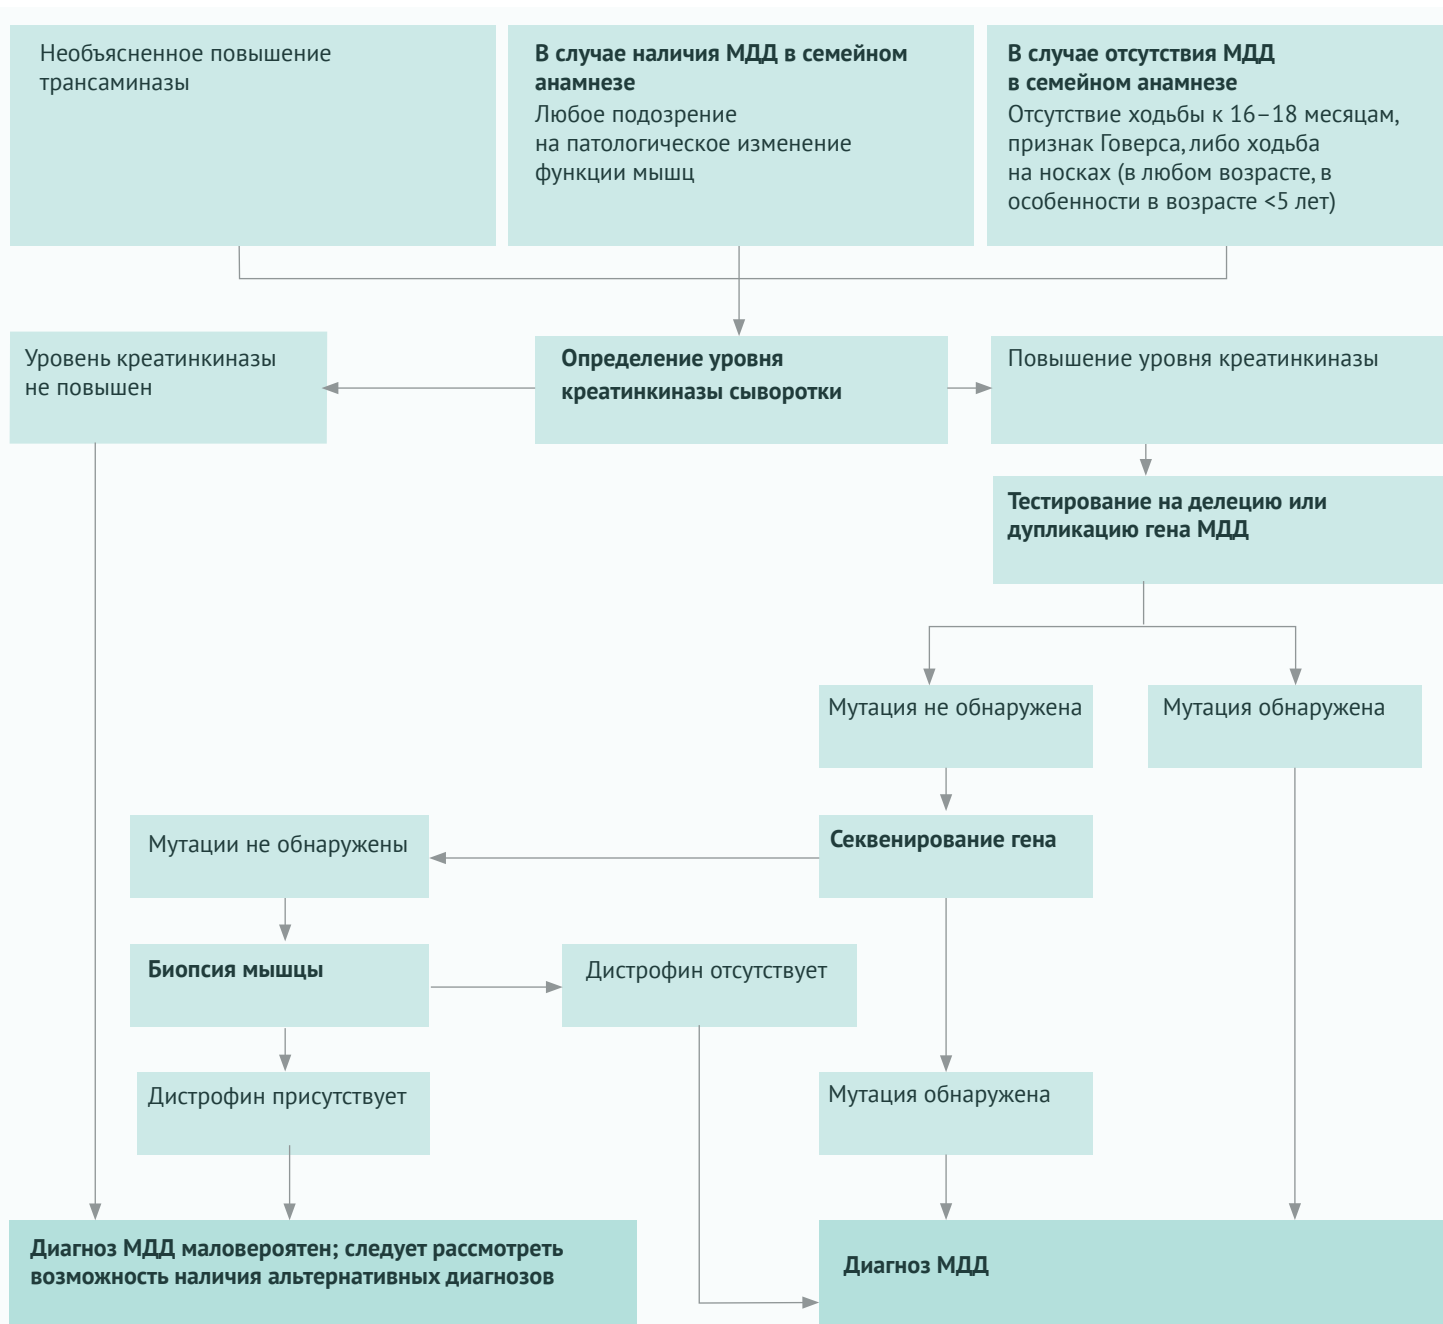 Необъясненное повышение
трансаминазы
В случае наличия МДД в семейном
анамнезе
Любое подозрение
на патологическое изменение
функции мышц
В случае отсутствия МДД
в семейном анамнезе
Отсутствие ходьбы к 16–18 месяцам,
признак Говерса, либо ходьба
на носках (в любом возрасте, в
особенности в возрасте <5 лет)
Уровень креатинкиназы
не повышен
Определение уровня
креатинкиназы сыворотки
Повышение уровня креатинкиназы
Тестирование на делецию или
дупликацию гена МДД
Мутация не обнаружена
Мутация обнаружена
Мутации не обнаружены
Секвенирование гена
Биопсия мышцы
Дистрофин отсутствует
Дистрофин присутствует
Мутация обнаружена
Диагноз МДД маловероятен; следует рассмотреть
возможность наличия альтернативных диагнозов
Диагноз МДД